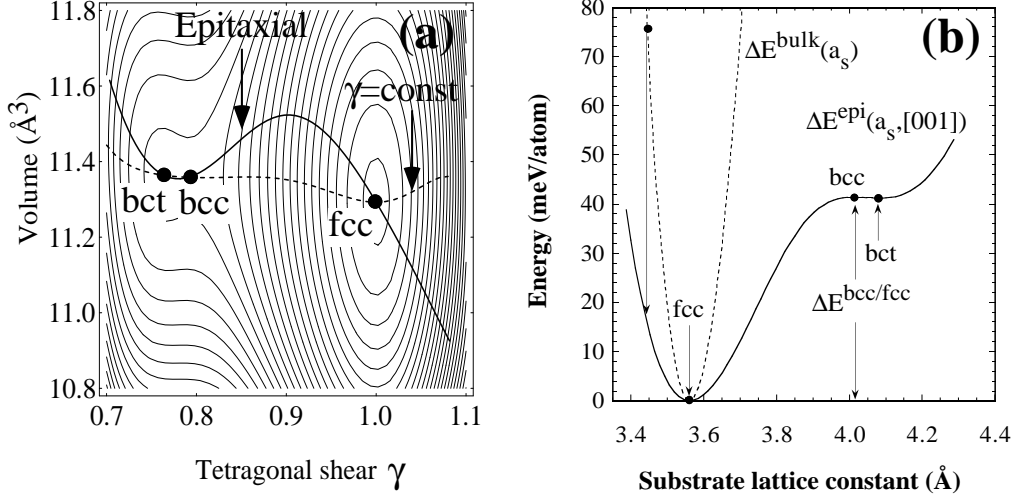 (a)
Epitaxial
γ=const
bct
bcc
fcc
11.8
11.6
11.4
11.2
11.0
10.8
Volume (Å³)
0.7
0.8
0.9
1.0
1.1
Tetragonal shear γ
(b)
ΔE^bulk(a_s)
ΔE^epi(a_s,[001])
bcc
bct
fcc
ΔE^bcc/fcc
80
70
60
50
40
30
20
10
0
Energy (meV/atom)
3.4
3.6
3.8
4.0
4.2
4.4
Substrate lattice constant (Å)